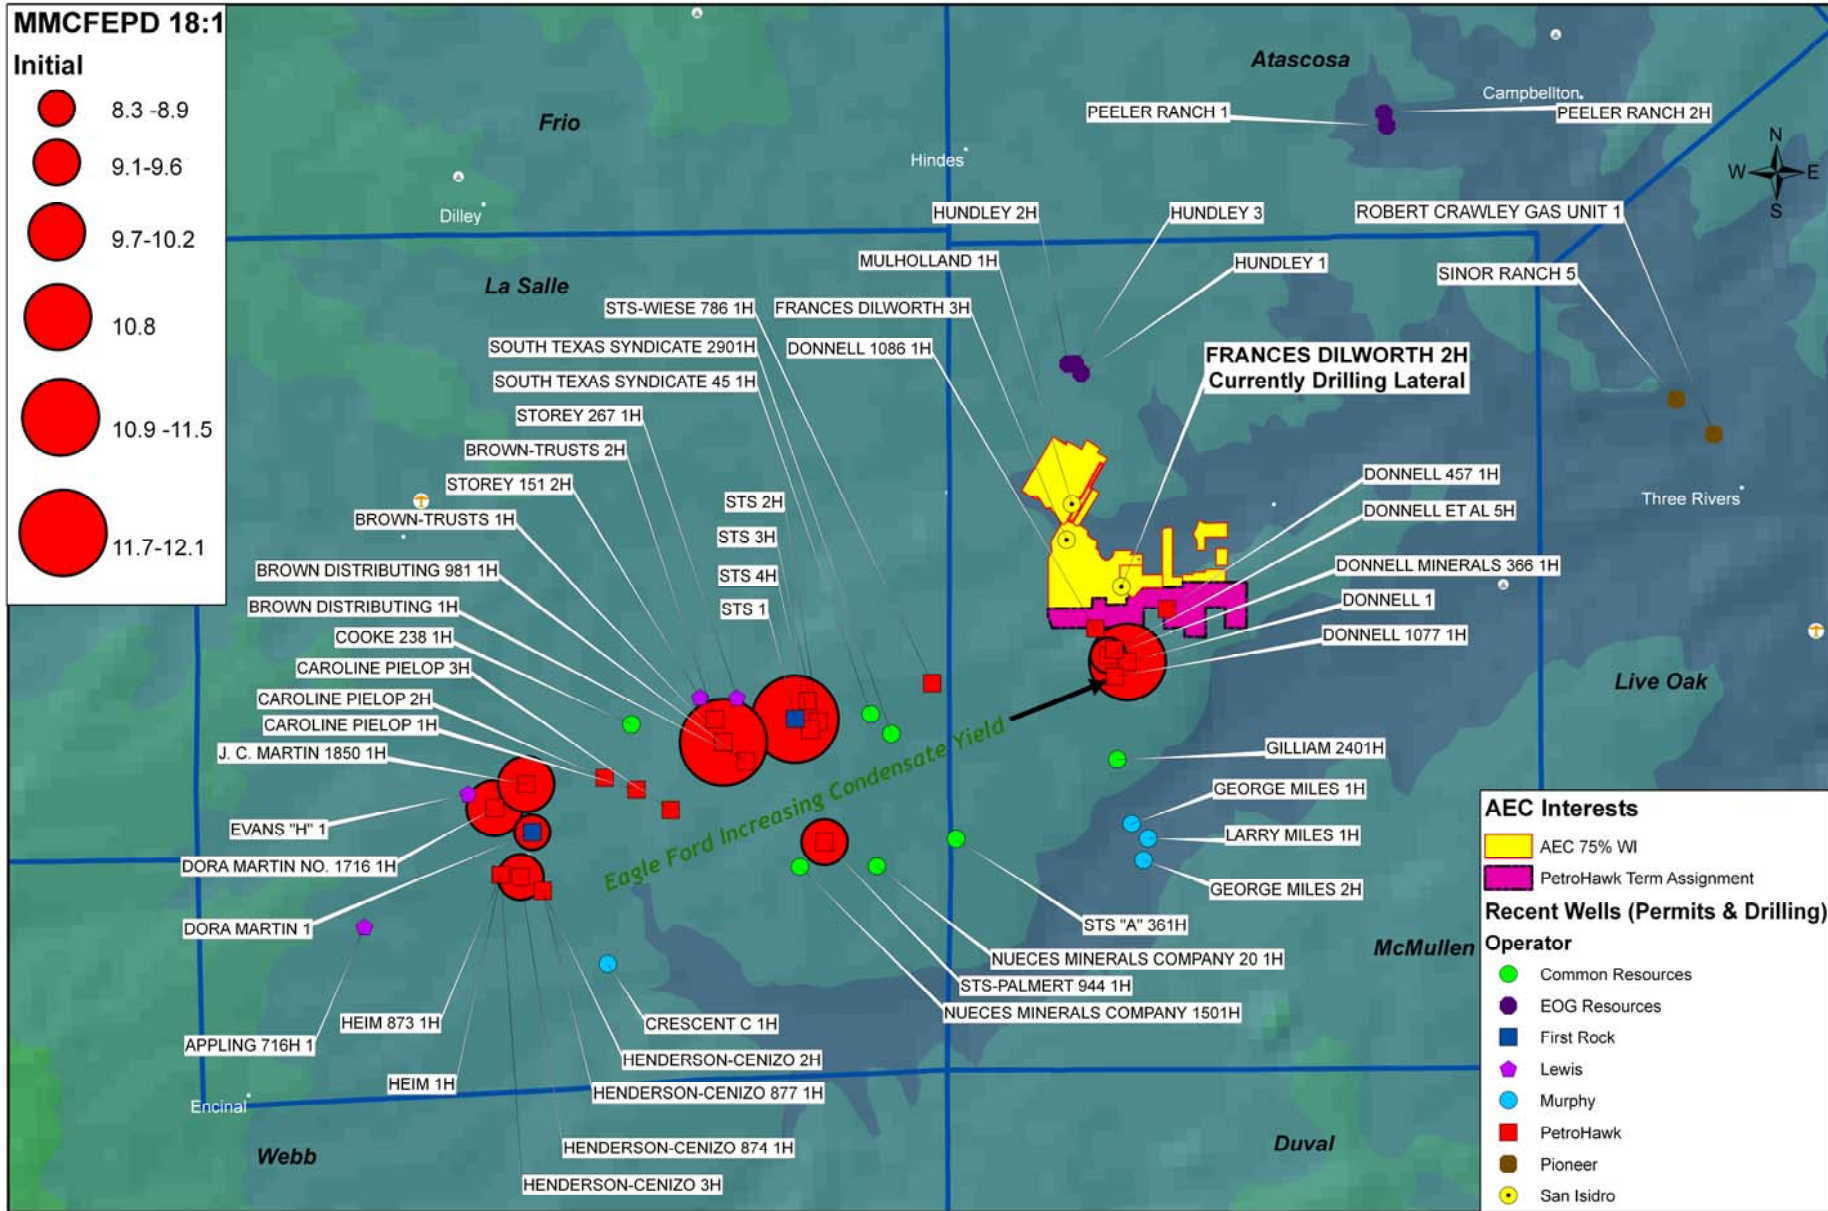 MMCFEPD 18:1
Initial
8.3 -8.9
9.1-9.6
9.7-10.2
10.8
10.9 -11.5
11.7-12.1
Atascosa
Campbellton
PEELER RANCH 1
PEELER RANCH 2H
Frio
Hindes
N
W
E
S
Dilley
HUNDLEY 2H
HUNDLEY 3
ROBERT CRAWLEY GAS UNIT 1
MULHOLLAND 1H
HUNDLEY 1
SINOR RANCH 5
La Salle
STS-WIESE 786 1H
FRANCES DILWORTH 3H
SOUTH TEXAS SYNDICATE 2901H
DONNELL 1086 1H
FRANCES DILWORTH 2H
Currently Drilling Lateral
SOUTH TEXAS SYNDICATE 45 1H
STOREY 267 1H
BROWN-TRUSTS 2H
DONNELL 457 1H
STOREY 151 2H
STS 2H
Three Rivers
DONNELL ET AL 5H
BROWN-TRUSTS 1H
STS 3H
DONNELL MINERALS 366 1H
BROWN DISTRIBUTING 981 1H
STS 4H
DONNELL 1
BROWN DISTRIBUTING 1H
STS 1
COOKE 238 1H
DONNELL 1077 1H
CAROLINE PIELOP 3H
Live Oak
CAROLINE PIELOP 2H
CAROLINE PIELOP 1H
Eagle Ford Increasing Condensate Yield
J. C. MARTIN 1850 1H
GILLIAM 2401H
GEORGE MILES 1H
EVANS "H" 1
LARRY MILES 1H
DORA MARTIN NO. 1716 1H
GEORGE MILES 2H
DORA MARTIN 1
STS "A" 361H
McMullen
NUECES MINERALS COMPANY 20 1H
STS-PALMERT 944 1H
NUECES MINERALS COMPANY 1501H
HEIM 873 1H
CRESCENT C 1H
APPLING 716H 1
HENDERSON-CENIZO 2H
HEIM 1H
HENDERSON-CENIZO 877 1H
Encinal
HENDERSON-CENIZO 874 1H
Webb
Duval
HENDERSON-CENIZO 3H
AEC Interests
AEC 75% WI
PetroHawk Term Assignment
Recent Wells (Permits & Drilling)
Operator
Common Resources
EOG Resources
First Rock
Lewis
Murphy
PetroHawk
Pioneer
San Isidro